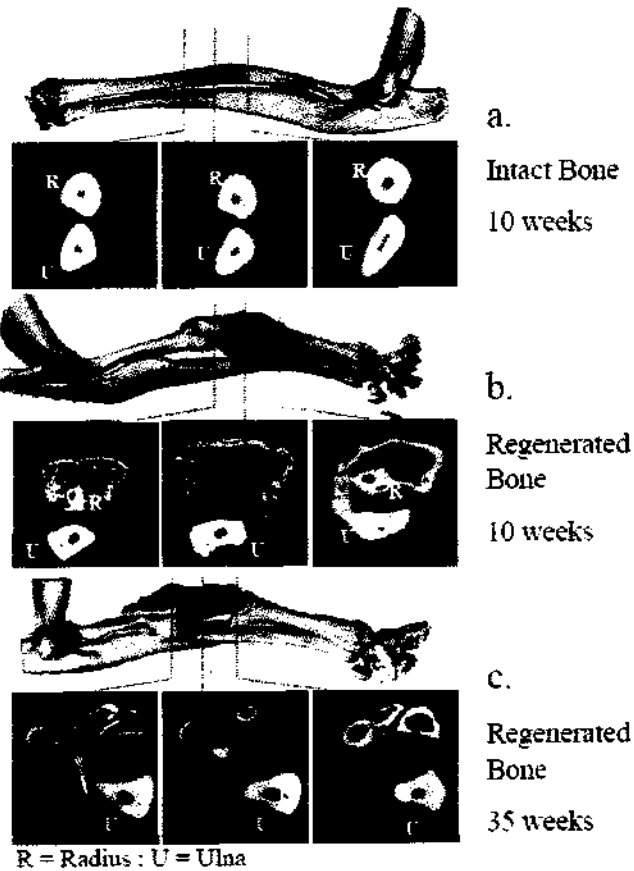 a.
Intact Bone
10 weeks
R
R
R
U
U
U
b.
Regenerated
Bone
10 weeks
R
R
U
U
U
c.
Regenerated
Bone
35 weeks
U
U
U
R = Radius : U = Ulna